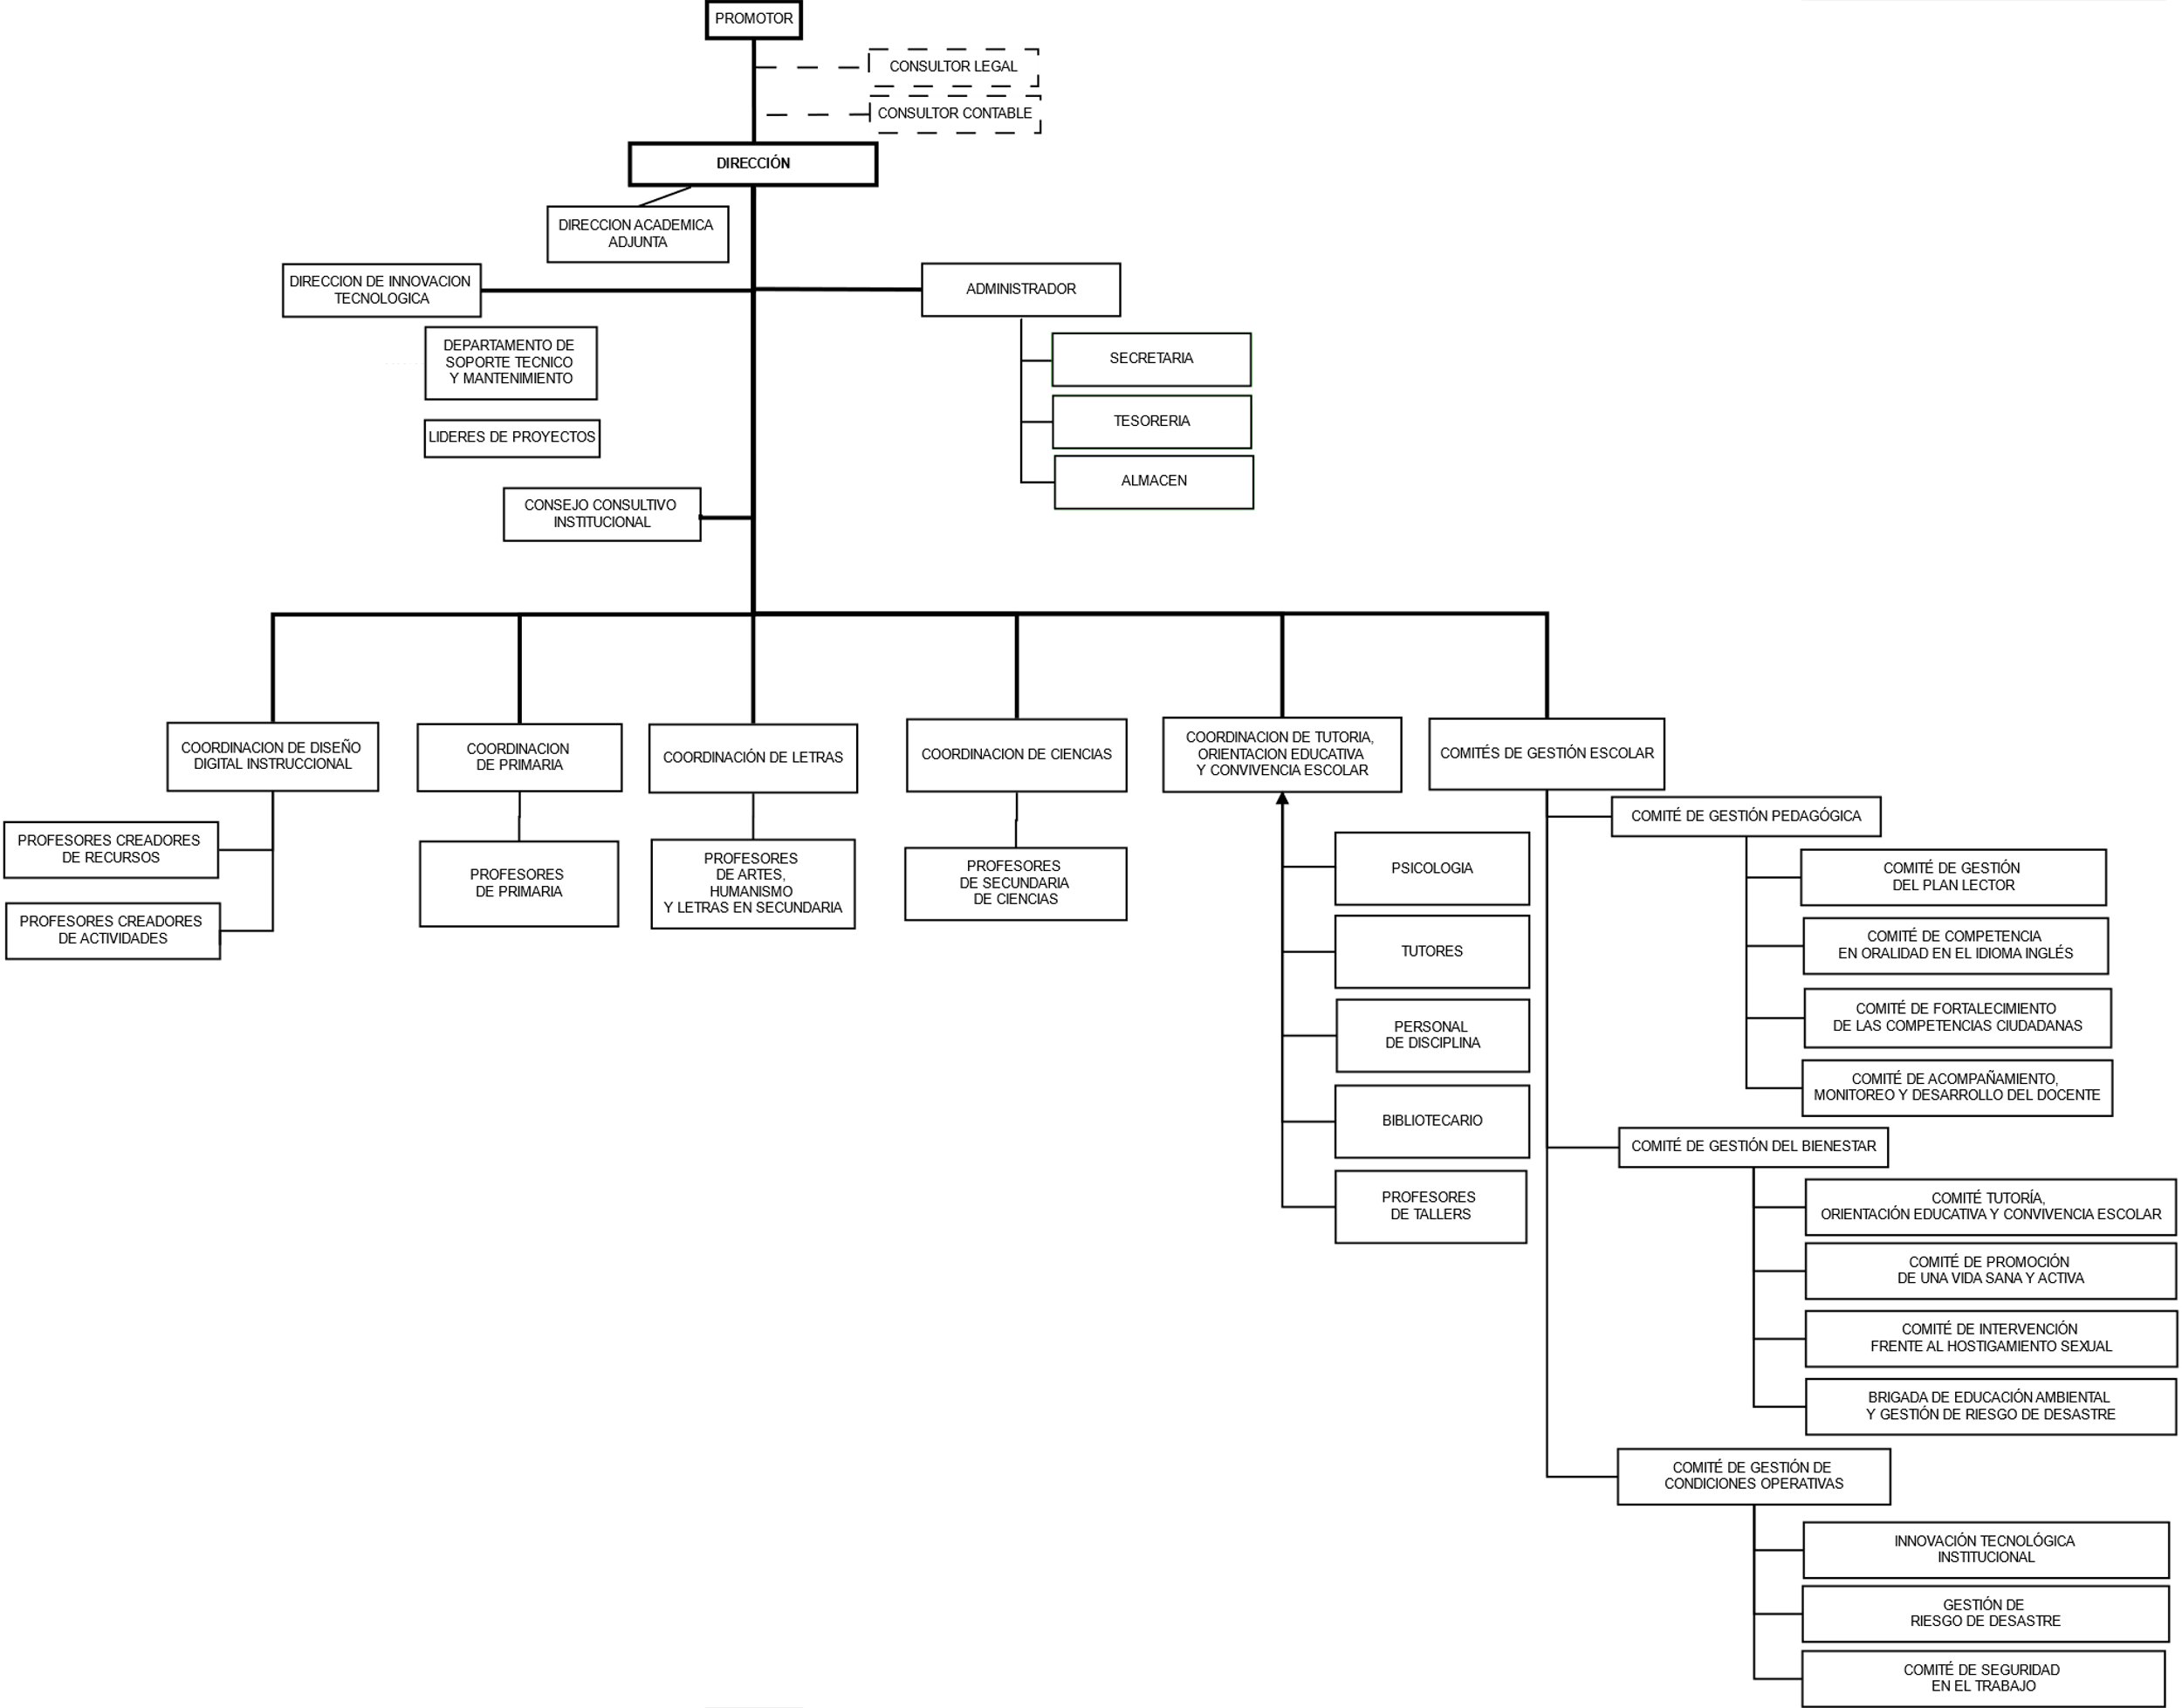 PROMOTOR
CONSULTOR LEGAL
CONSULTOR CONTABLE
DIRECCIÓN
DIRECCION ACADEMICA
ADJUNTA
DIRECCION DE INNOVACION
TECNOLOGICA
ADMINISTRADOR
DEPARTAMENTO DE
SOPORTE TECNICO
Y MANTENIMIENTO
LIDERES DE PROYECTOS
SECRETARIA
TESORERIA
ALMACEN
CONSEJO CONSULTIVO
INSTITUCIONAL
COORDINACION DE DISEÑO
DIGITAL INSTRUCCIONAL
PROFESORES CREADORES
DE RECURSOS
PROFESORES CREADORES
DE ACTIVIDADES
COORDINACION
DE PRIMARIA
PROFESORES
DE PRIMARIA
COORDINACIÓN DE LETRAS
PROFESORES
DE ARTES,
HUMANISMO
Y LETRAS EN SECUNDARIA
COORDINACION DE CIENCIAS
PROFESORES
DE SECUNDARIA
DE CIENCIAS
COORDINACION DE TUTORIA,
ORIENTACION EDUCATIVA
Y CONVIVENCIA ESCOLAR
PSICOLOGIA
TUTORES
PERSONAL
DE DISCIPLINA
BIBLIOTECARIO
PROFESORES
DE TALLERS
COMITÉS DE GESTIÓN ESCOLAR
COMITÉ DE GESTIÓN PEDAGÓGICA
COMITÉ DE GESTIÓN
DEL PLAN LECTOR
COMITÉ DE COMPETENCIA
EN ORALIDAD EN EL IDIOMA INGLÉS
COMITÉ DE FORTALECIMIENTO
DE LAS COMPETENCIAS CIUDADANAS
COMITÉ DE ACOMPAÑAMIENTO,
MONITOREO Y DESARROLLO DEL DOCENTE
COMITÉ DE GESTIÓN DEL BIENESTAR
COMITÉ TUTORÍA,
ORIENTACIÓN EDUCATIVA Y CONVIVENCIA ESCOLAR
COMITÉ DE PROMOCIÓN
DE UNA VIDA SANA Y ACTIVA
COMITÉ DE INTERVENCIÓN
FRENTE AL HOSTIGAMIENTO SEXUAL
BRIGADA DE EDUCACIÓN AMBIENTAL
Y GESTIÓN DE RIESGO DE DESASTRE
COMITÉ DE GESTIÓN DE
CONDICIONES OPERATIVAS
INNOVACIÓN TECNOLÓGICA
INSTITUCIONAL
GESTIÓN DE
RIESGO DE DESASTRE
COMITÉ DE SEGURIDAD
EN EL TRABAJO